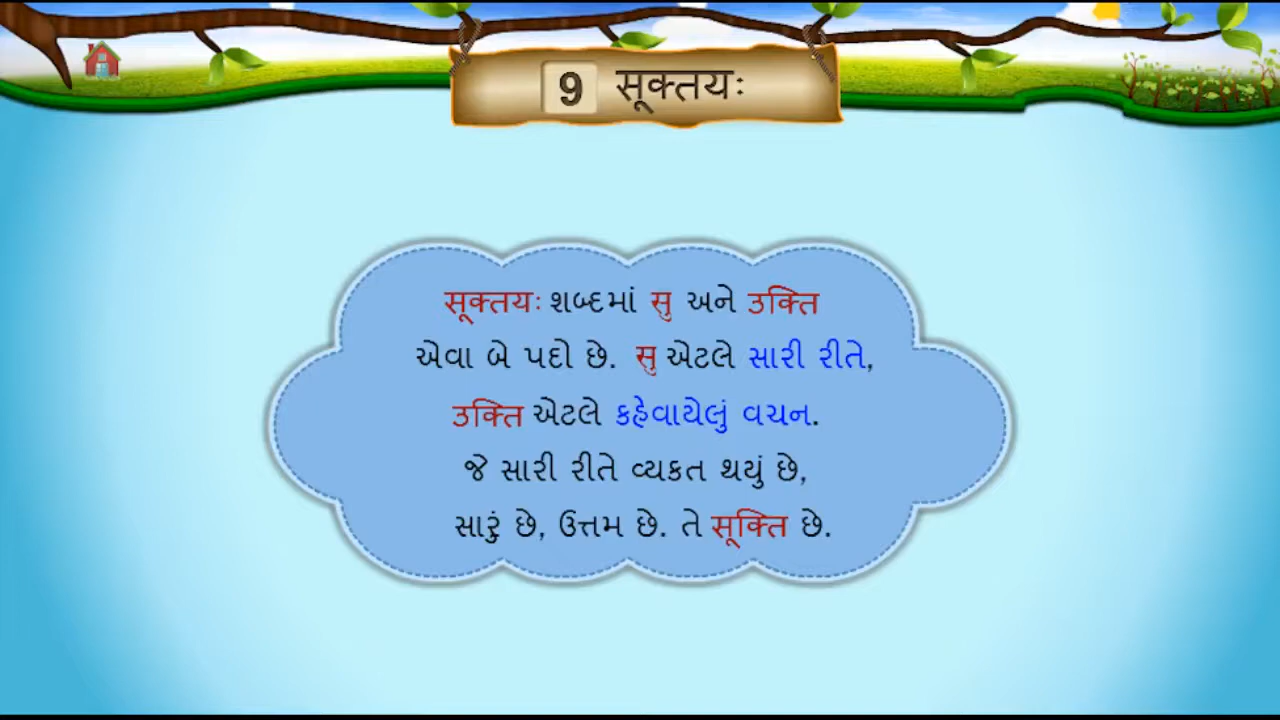 9 सूक्तयः
सूक्तयः શબ્દમાં सु અને उक्ति
એવા બે પદો છે. सु એટલે સારી રીતે,
उक्ति એટલે કહેવાયેલું વચન.
જે સારી રીતે વ્યકત થયું છે,
સારું છે, ઉત્તમ છે. તે सूक्ति છે.